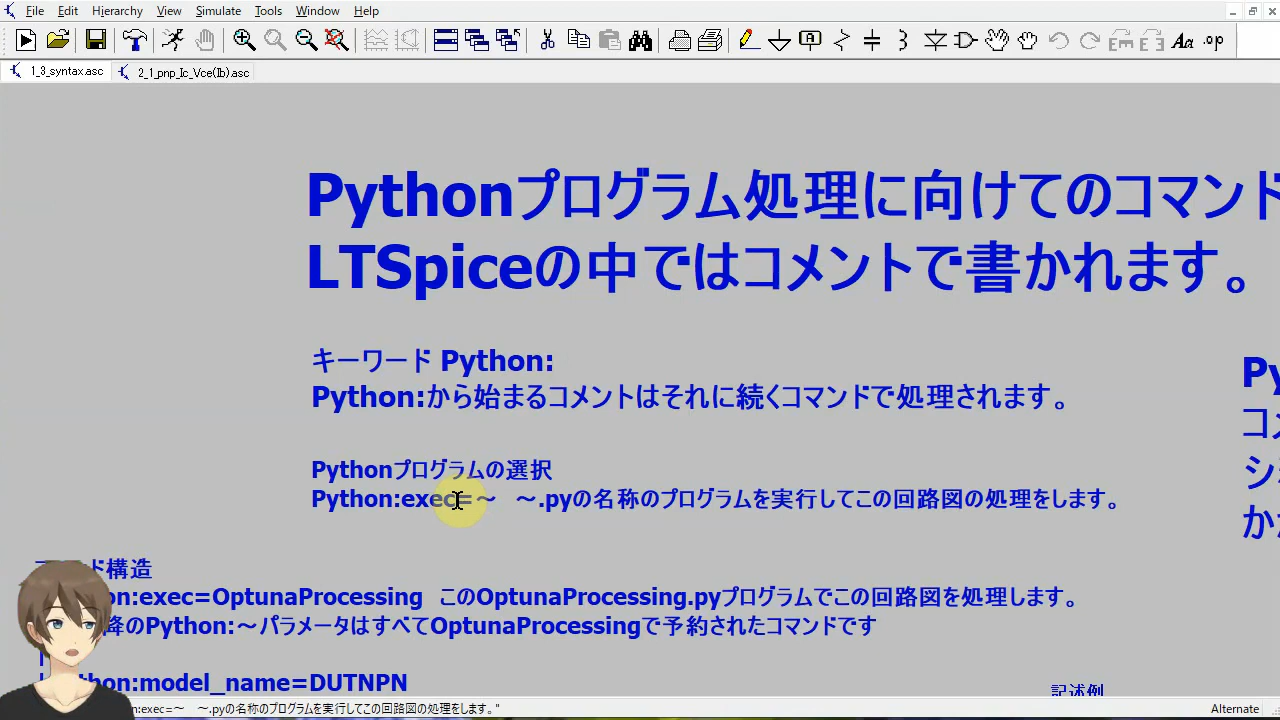 File Edit Hierarchy View Simulate Tools Window Help
.op
1_3_syntax.asc 2_1_pnp_Ic_Vce(Ib).asc
Pythonプログラム処理に向けてのコマンド
LTSpiceの中ではコメントで書かれます。
キーワード Python:
Python:から始まるコメントはそれに続くコマンドで処理されます。
Pythonプログラムの選択
Python:exec=～ ～.pyの名称のプログラムを実行してこの回路図の処理をします。
Py
コ
シ
か
構造
on:exec=OptunaProcessing このOptunaProcessing.pyプログラムでこの回路図を処理します。
降のPython:～パラメータはすべてOptunaProcessingで予約されたコマンドです
thon:model_name=DUTNPN
記述例
n:exec=～ ～.pyの名称のプログラムを実行してこの回路図の処理をします。"
Alternate